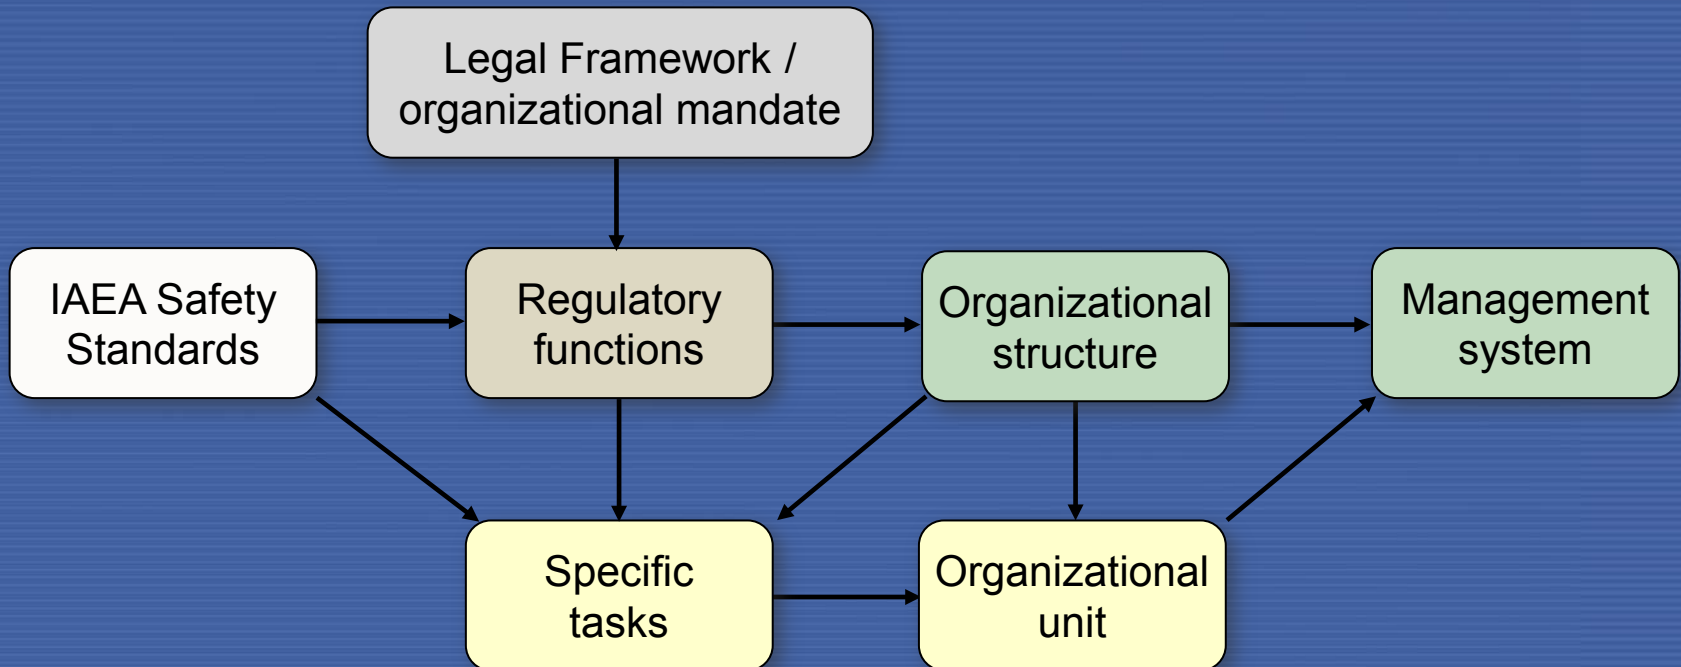 Legal Framework /
organizational mandate
IAEA Safety
Standards
Regulatory
functions
Organizational
structure
Management
system
Specific
tasks
Organizational
unit